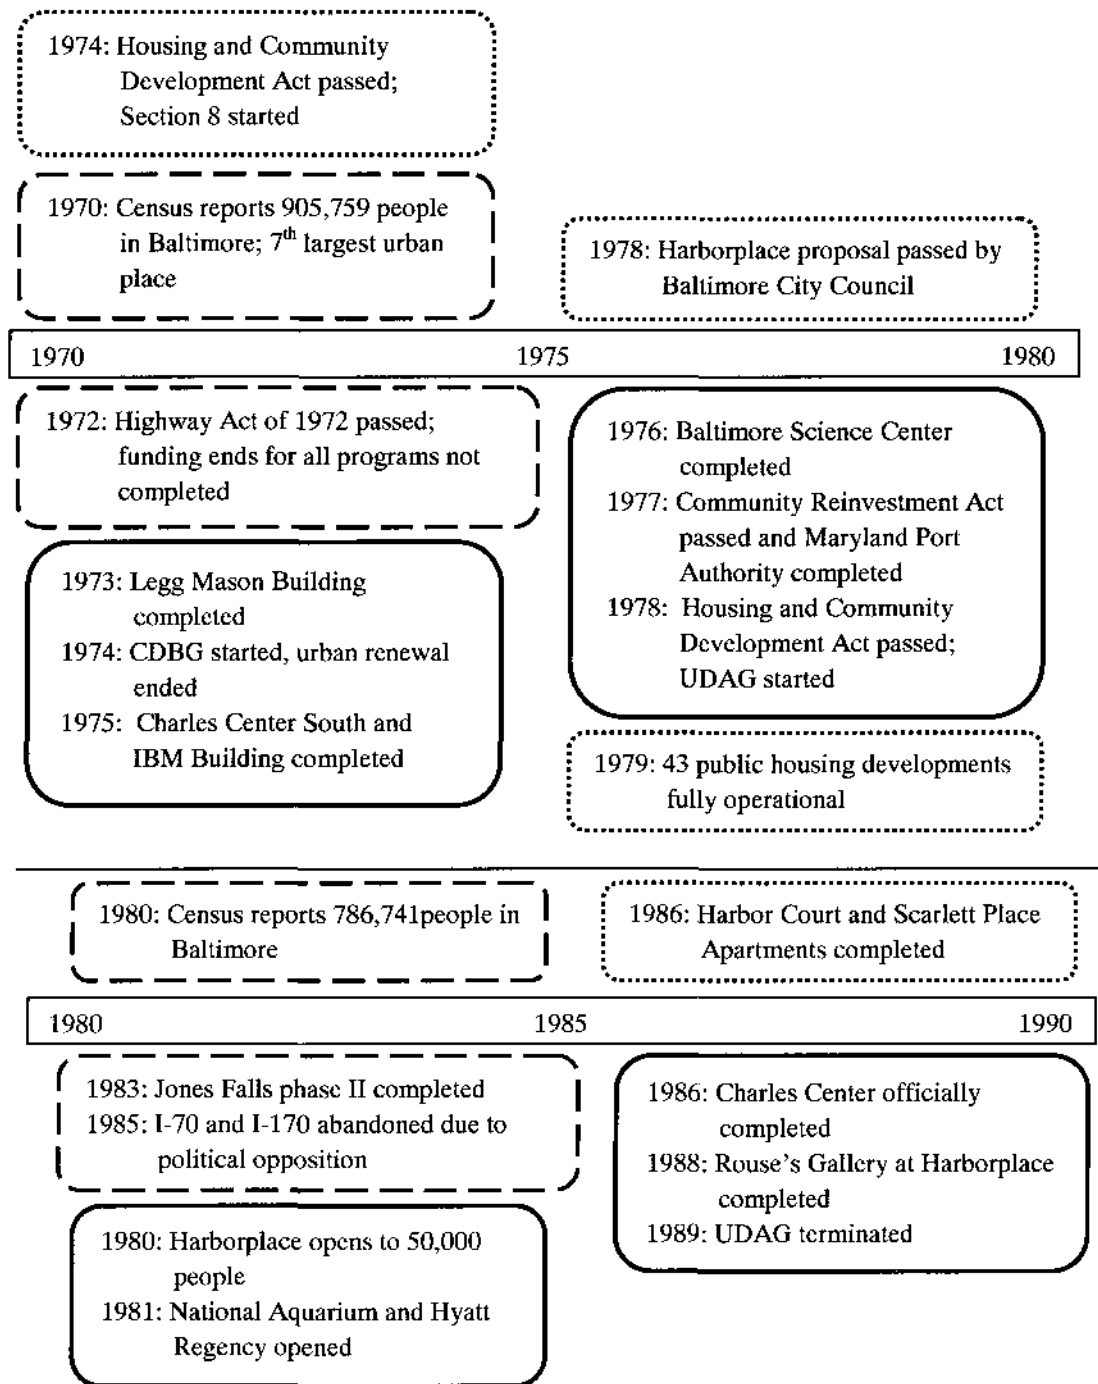 1974: Housing and Community
Development Act passed;
Section 8 started
1970: Census reports 905,759 people
in Baltimore; 7th largest urban
place
1978: Harborplace proposal passed by
Baltimore City Council
1970 1975 1980
1972: Highway Act of 1972 passed;
funding ends for all programs not
completed
1973: Legg Mason Building
completed
1974: CDBG started, urban renewal
ended
1975: Charles Center South and
IBM Building completed
1976: Baltimore Science Center
completed
1977: Community Reinvestment Act
passed and Maryland Port
Authority completed
1978: Housing and Community
Development Act passed;
UDAG started
1979: 43 public housing developments
fully operational
1980: Census reports 786,741people in
Baltimore
1986: Harbor Court and Scarlett Place
Apartments completed
1980 1985 1990
1983: Jones Falls phase II completed
1985: I-70 and I-170 abandoned due to
political opposition
1980: Harborplace opens to 50,000
people
1981: National Aquarium and Hyatt
Regency opened
1986: Charles Center officially
completed
1988: Rouse's Gallery at Harborplace
completed
1989: UDAG terminated